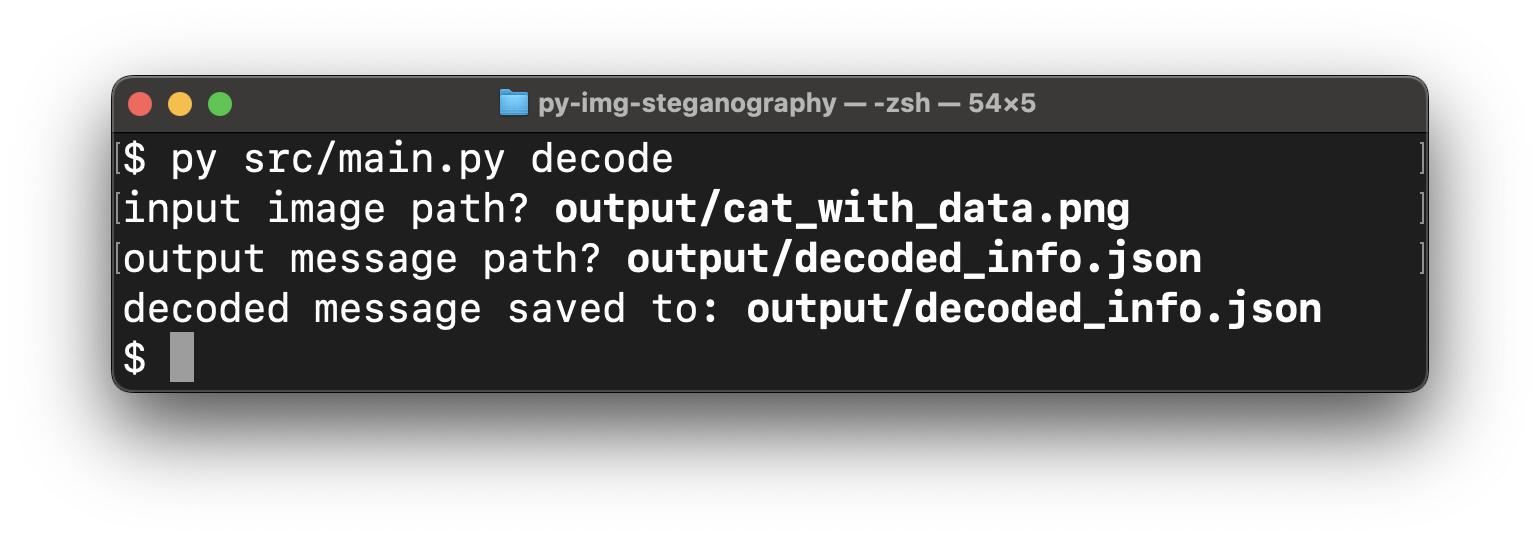 py-img-steganography — -zsh — 54×5
$ py src/main.py decode
input image path? output/cat_with_data.png
output message path? output/decoded_info.json
decoded message saved to: output/decoded_info.json
$